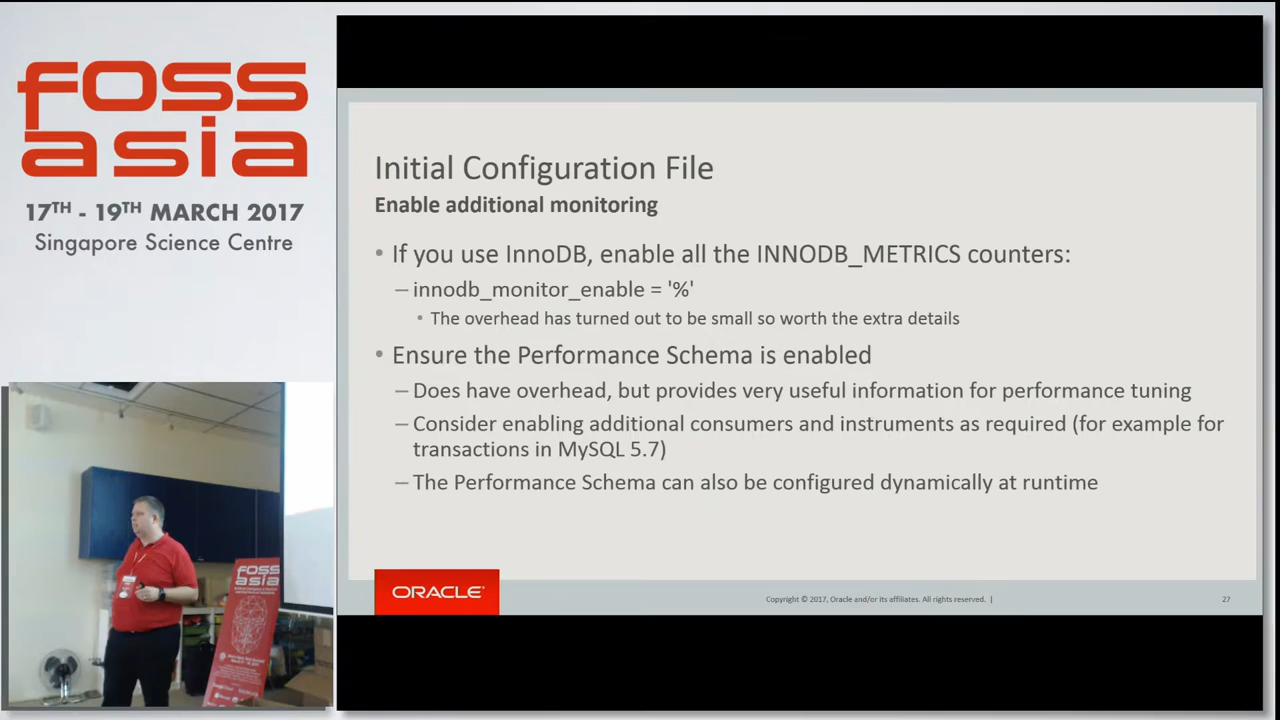 foss
asia
17TH - 19TH MARCH 2017
Singapore Science Centre
Initial Configuration File
Enable additional monitoring
• If you use InnoDB, enable all the INNODB_METRICS counters:
– innodb_monitor_enable = '%'
• The overhead has turned out to be small so worth the extra details
• Ensure the Performance Schema is enabled
– Does have overhead, but provides very useful information for performance tuning
– Consider enabling additional consumers and instruments as required (for example for
transactions in MySQL 5.7)
– The Performance Schema can also be configured dynamically at runtime
ORACLE
Copyright © 2017, Oracle and/or its affiliates. All rights reserved. |
27
foss
asia